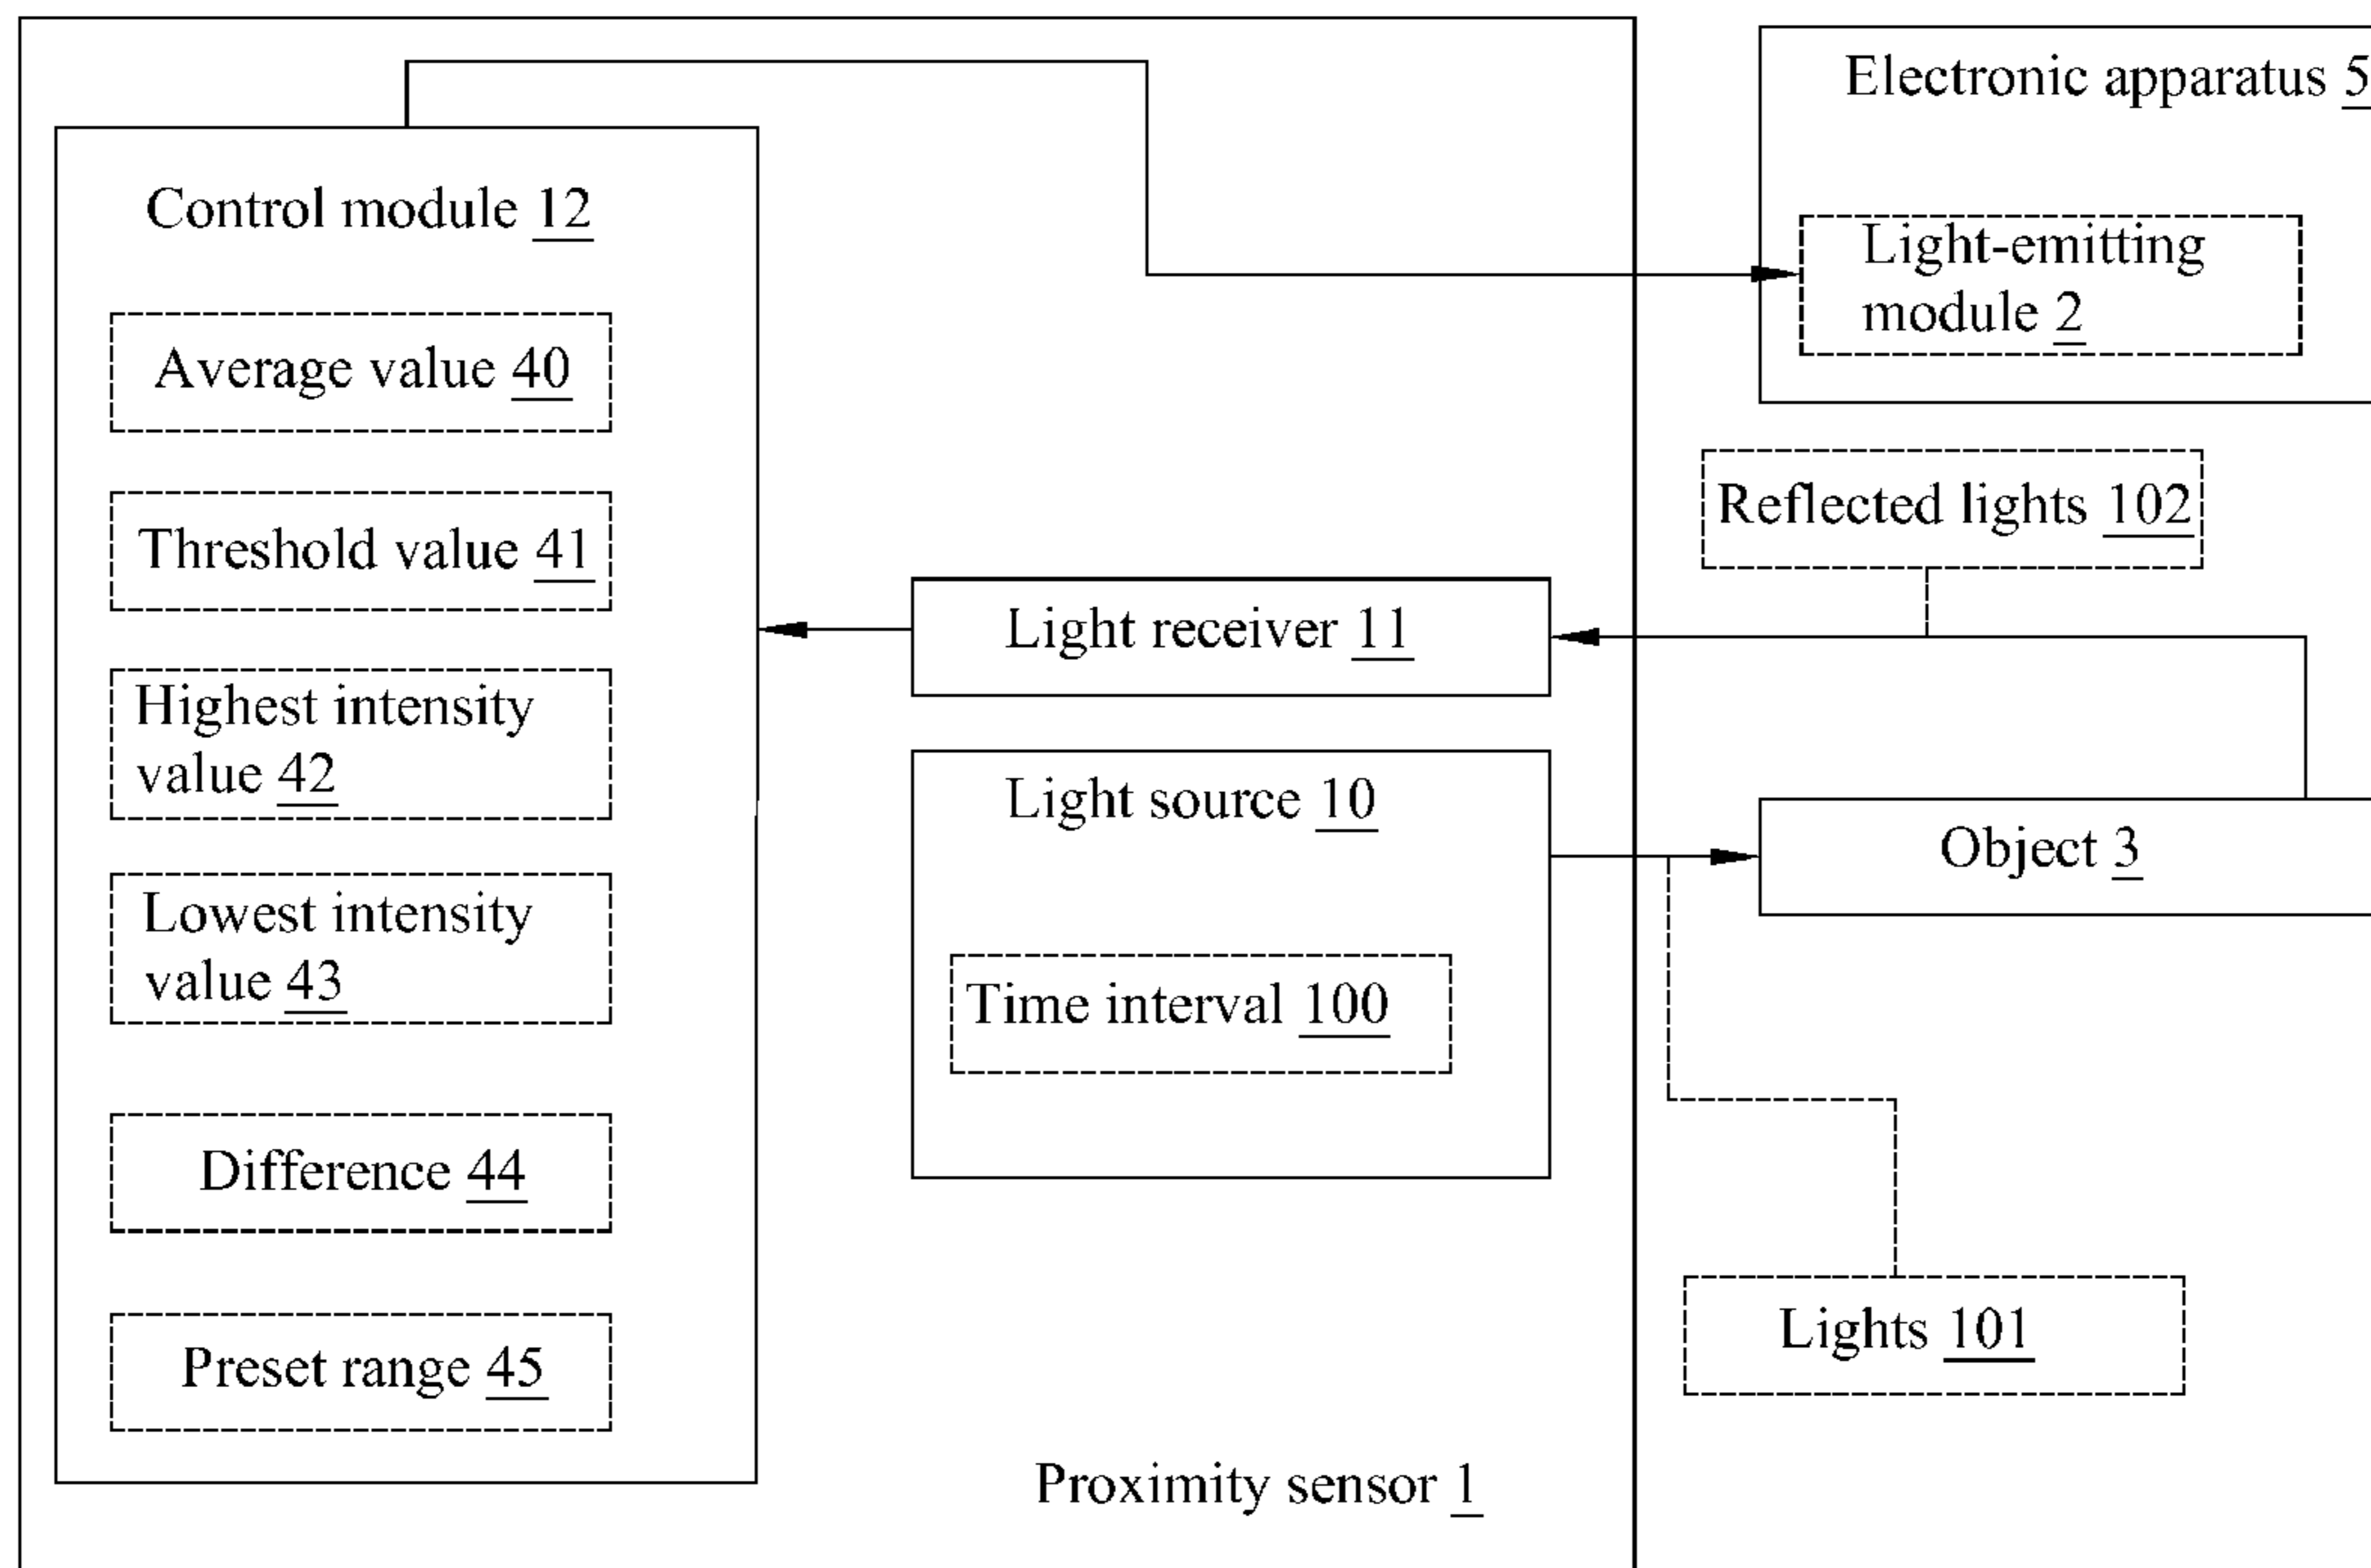 Electronic apparatus 5
Control module 12
Light-emitting
module 2
Average value 40
Reflected lights 102
Threshold value 41
Light receiver 11
Highest intensity
value 42
Light source 10
Object 3
Lowest intensity
value 43
Time interval 100
Difference 44
Lights 101
Preset range 45
Proximity sensor 1